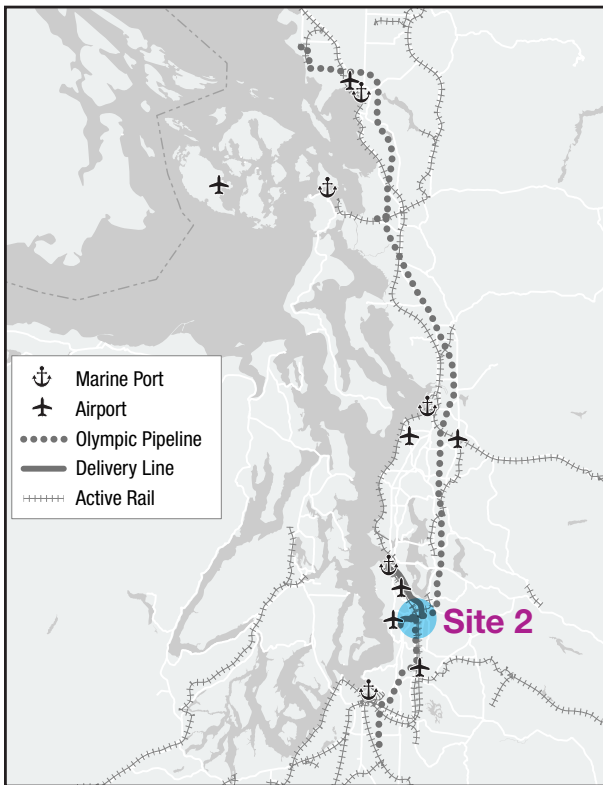 Marine Port
Airport
Olympic Pipeline
Delivery Line
Active Rail
Site 2